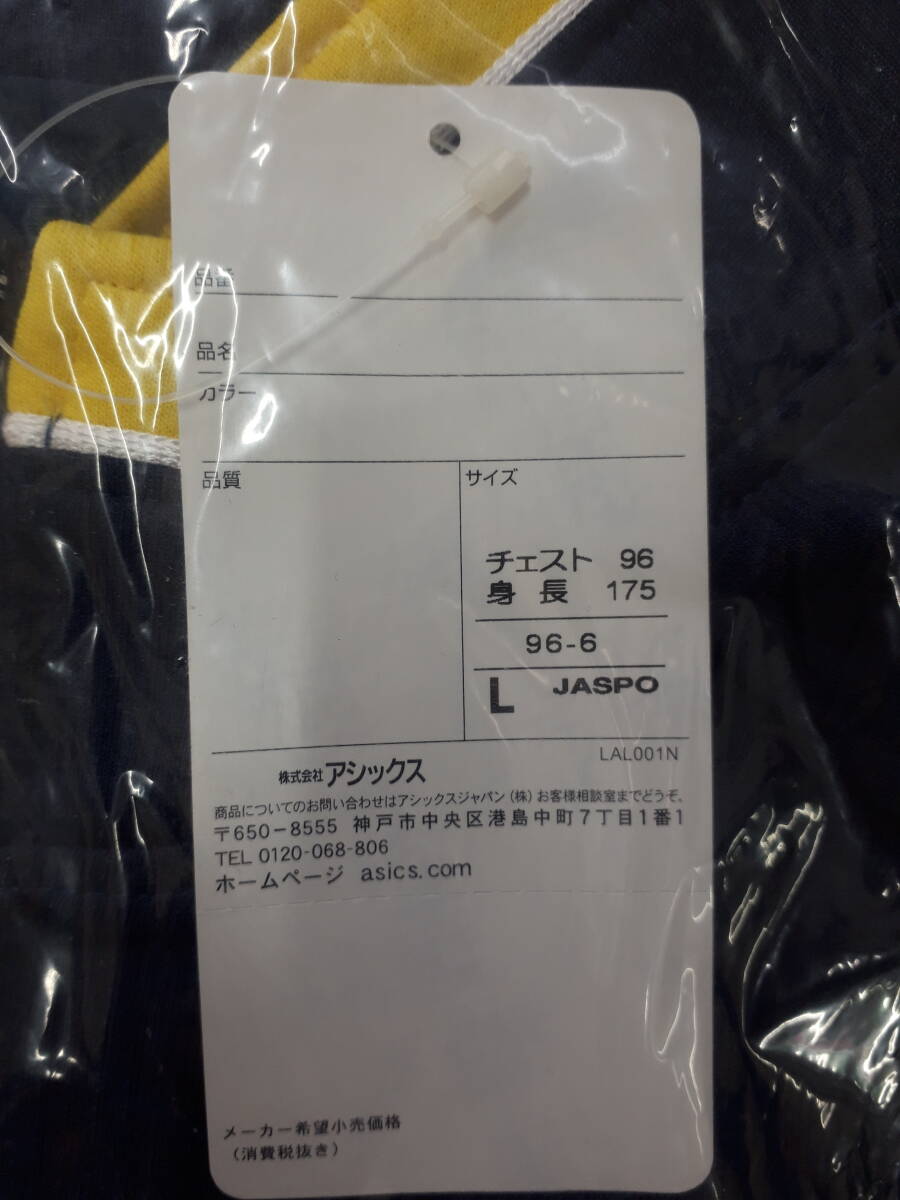 品番
品名
カラー
品質
サイズ
チェスト 96
身長 175
96-6
L JASPO
LAL001N
株式会社アシックス
商品についてのお問い合わせはアシックスジャパン(株)お客様相談室までどうぞ。
〒650-8555 神戸市中央区港島中町7丁目1番1
TEL 0120-068-806
ホームページ asics.com
メーカー希望小売価格
(消費税抜き)